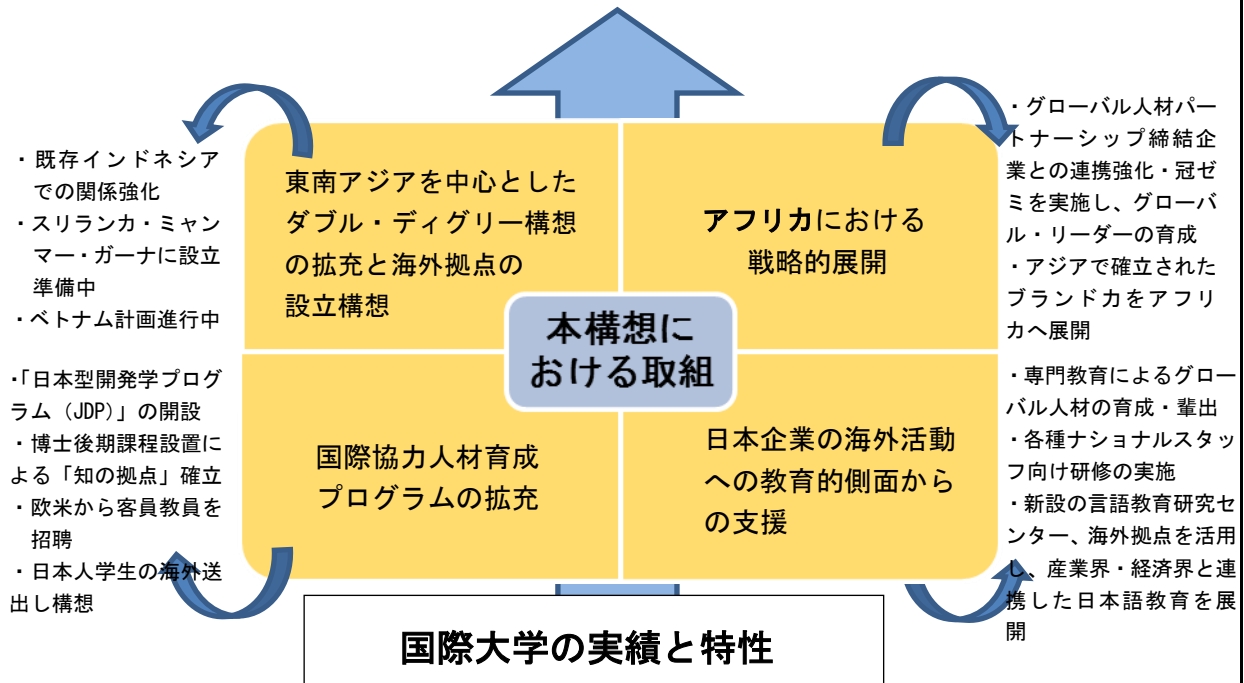 ・既存インドネシア
での関係強化
・スリランカ・ミャン
マー・ガーナに設立
準備中
・ベトナム計画進行中
東南アジアを中心とした
ダブル・ディグリー構想
の拡充と海外拠点の
設立構想
アフリカにおける
戦略的展開
・グローバル人材パー
トナーシップ締結企
業との連携強化・冠ゼ
ミを実施し、グローバ
ル・リーダーの育成
・アジアで確立された
ブランド力をアフリ
カへ展開
本構想に
おける取組
・「日本型開発学プログ
ラム（JDP）」の開設
・博士後期課程設置に
よる「知の拠点」確立
・欧米から客員教員を
招聘
・日本人学生の海外送
出し構想
国際協力人材育成
プログラムの拡充
日本企業の海外活動
への教育的側面から
の支援
・専門教育によるグロー
バル人材の育成・輩出
・各種ナショナルスタッ
フ向け研修の実施
・新設の言語教育研究セ
ンター、海外拠点を活用
し、産業界・経済界と連
携した日本語教育を展
開
国際大学の実績と特性